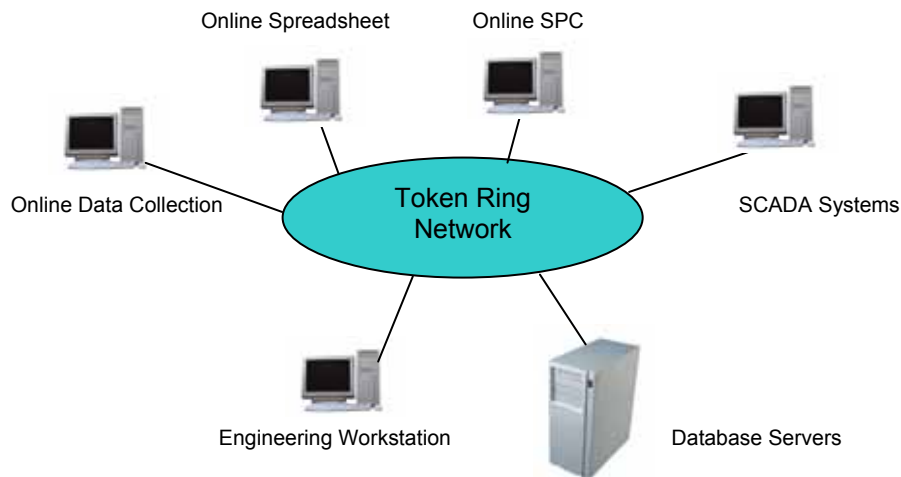 Online Spreadsheet
Online SPC
Online Data Collection
Token Ring
Network
SCADA Systems
Engineering Workstation
Database Servers